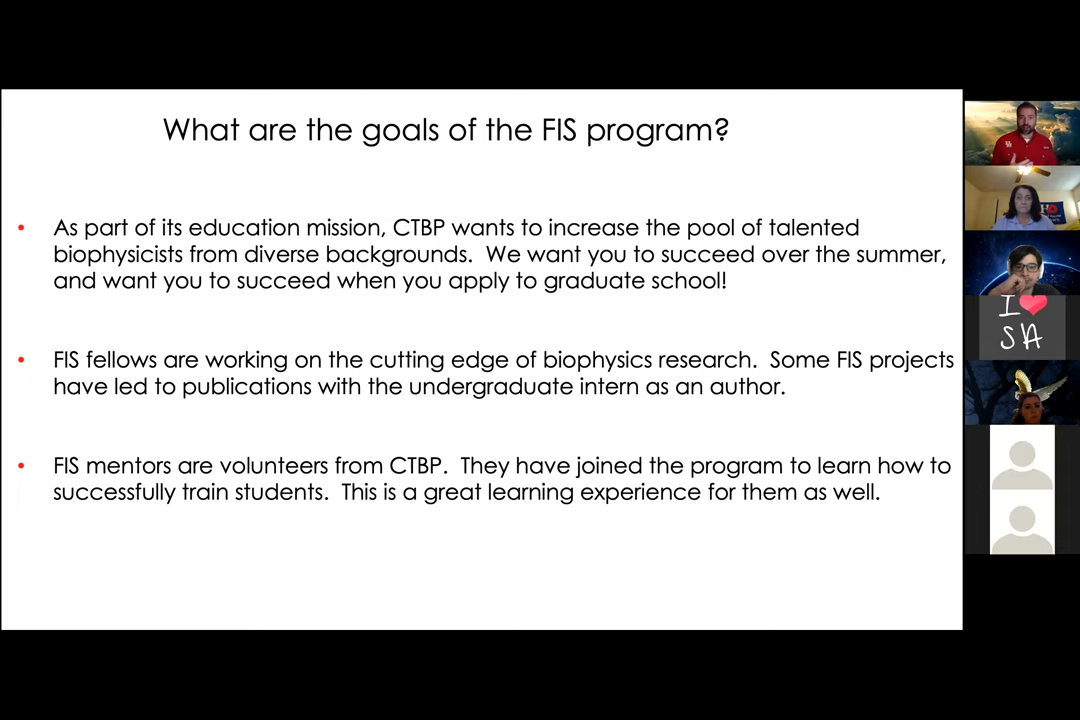 What are the goals of the FIS program?
• As part of its education mission, CTBP wants to increase the pool of talented
biophysicists from diverse backgrounds. We want you to succeed over the summer,
and want you to succeed when you apply to graduate school!
• FIS fellows are working on the cutting edge of biophysics research. Some FIS projects
have led to publications with the undergraduate intern as an author.
• FIS mentors are volunteers from CTBP. They have joined the program to learn how to
successfully train students. This is a great learning experience for them as well.
I ❤
SA